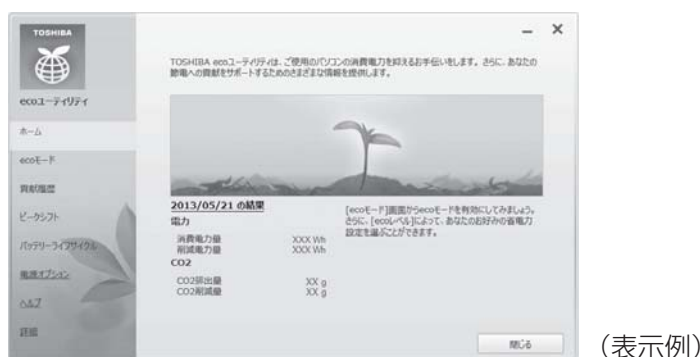 TOSHIBA
ecoユーティリティ
ホーム
ecoモード
貢献履歴
ピークシフト
バッテリーライフサイクル
電源オプション
ヘルプ
詳細
TOSHIBA ecoユーティリティは、ご使用のパソコンの消費電力を抑えるお手伝いをします。さらに、あなたの
節電への貢献をサポートするためのさまざまな情報を提供します。
2013/05/21 の結果
電力
消費電力量 XXX Wh
削減電力量 XXX Wh
CO2
CO2排出量 XX g
CO2削減量 XX g
[ecoモード]画面からecoモードを有効にしてみましょう。
さらに、[ecoレベル]によって、あなたのお好みの省電力
設定を選ぶことができます。
閉じる
(表示例)